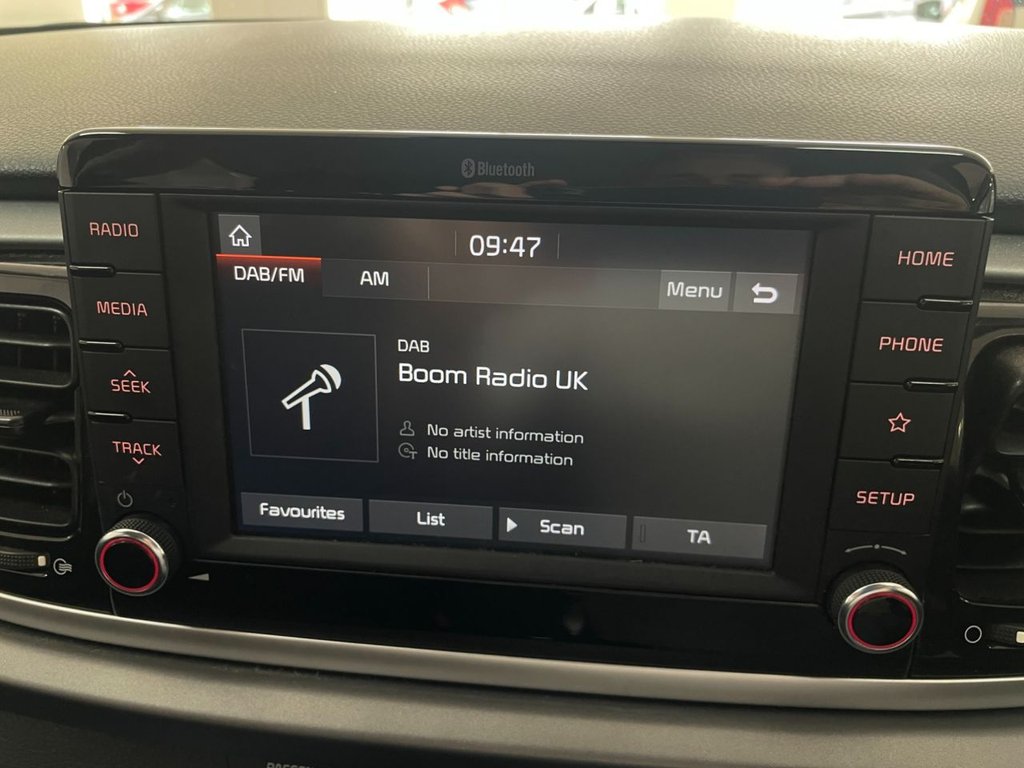 Bluetooth
RADIO
MEDIA
SEEK
TRACK
09:47
DAB/FM
AM
Menu
DAB
Boom Radio UK
No artist information
No title information
Favourites
List
Scan
TA
HOME
PHONE
SETUP